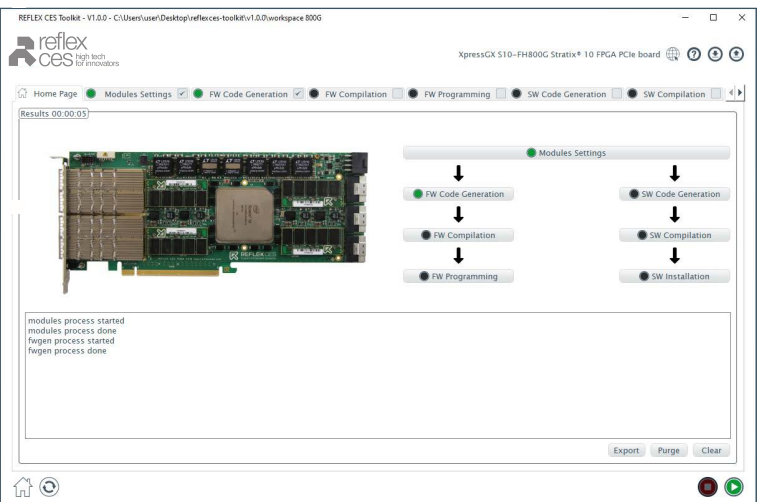 REFLEX CES Toolkit - V1.0.0 - C:\Users\user\Desktop\reflexces-toolkit\v1.0.0\workspace 800G
reflex
ces high tech
for innovators
XpressGX S10-FH800G Stratix® 10 FPGA PCIe board
Home Page Modules Settings FW Code Generation FW Compilation FW Programming SW Code Generation SW Compilation
Results 00:00:05
Modules Settings
FW Code Generation SW Code Generation
FW Compilation SW Compilation
FW Programming SW Installation
REFLEXCES
modules process started
modules process done
fwgen process started
fwgen process done
Export Purge Clear